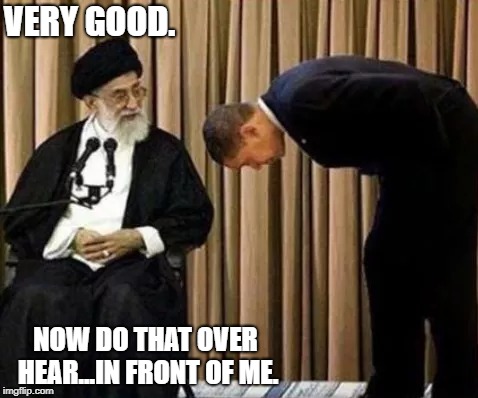 VERY GOOD.
NOW DO THAT OVER
HEAR...IN FRONT OF ME.
imgflip.com